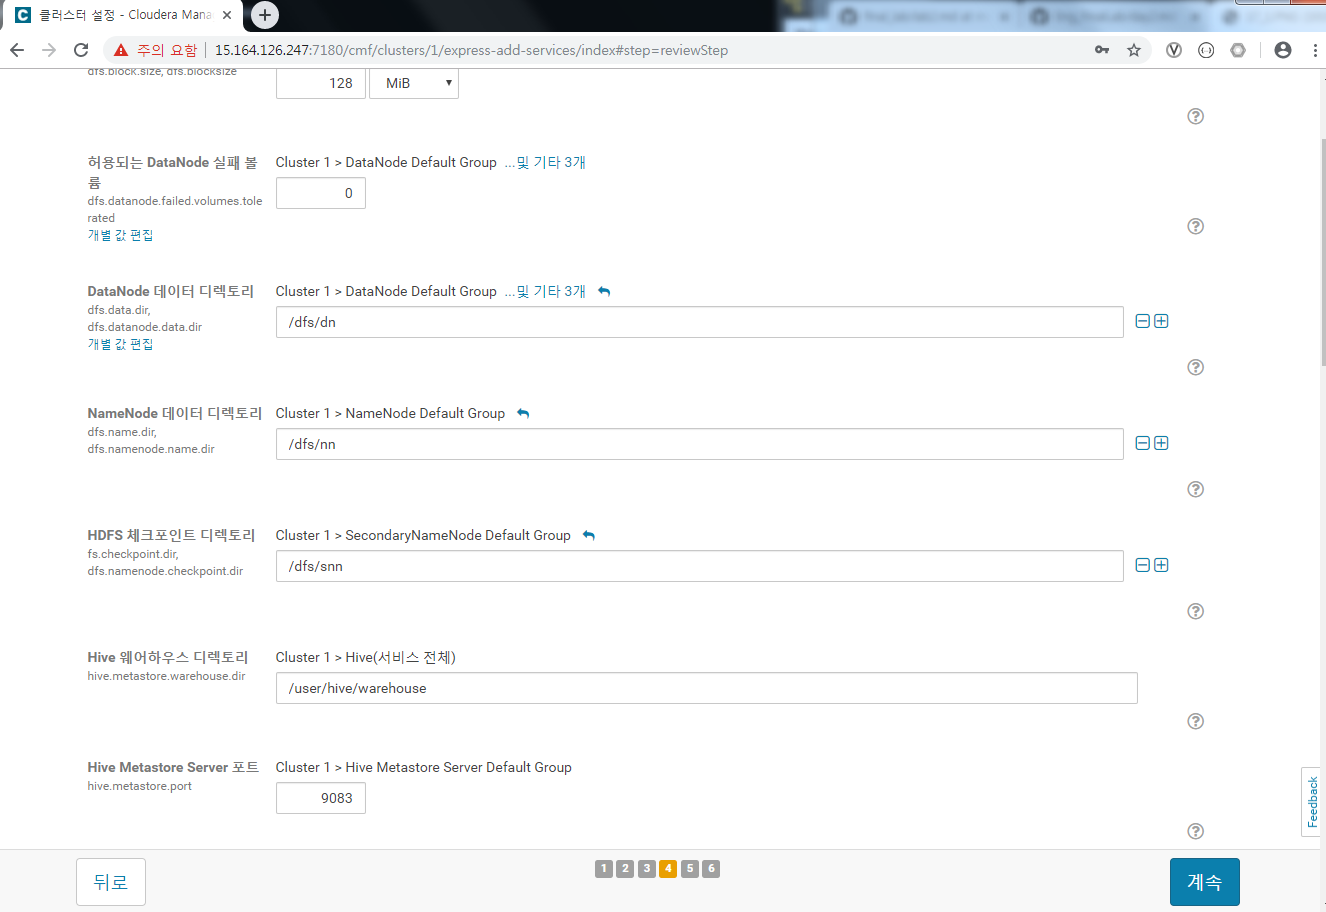 클러스터 설정 - Cloudera Mana
주의 요함 15.164.126.247:7180/cmf/clusters/1/express-add-services/index#step=reviewStep
dfs.block.size, dfs.blocksize
128 MiB
허용되는 DataNode 실패 볼
륨
Cluster 1 > DataNode Default Group ...및 기타 3개
0
dfs.datanode.failed.volumes.tole
rated
개별 값 편집
DataNode 데이터 디렉토리
Cluster 1 > DataNode Default Group ...및 기타 3개
dfs.data.dir,
dfs.datanode.data.dir
/dfs/dn
개별 값 편집
NameNode 데이터 디렉토리
Cluster 1 > NameNode Default Group
dfs.name.dir,
dfs.namenode.name.dir
/dfs/nn
HDFS 체크포인트 디렉토리
Cluster 1 > SecondaryNameNode Default Group
fs.checkpoint.dir,
dfs.namenode.checkpoint.dir
/dfs/snn
Hive 웨어하우스 디렉토리
Cluster 1 > Hive(서비스 전체)
hive.metastore.warehouse.dir
/user/hive/warehouse
Hive Metastore Server 포트
Cluster 1 > Hive Metastore Server Default Group
hive.metastore.port
9083
Feedback
뒤로
1 2 3 4 5 6
계속